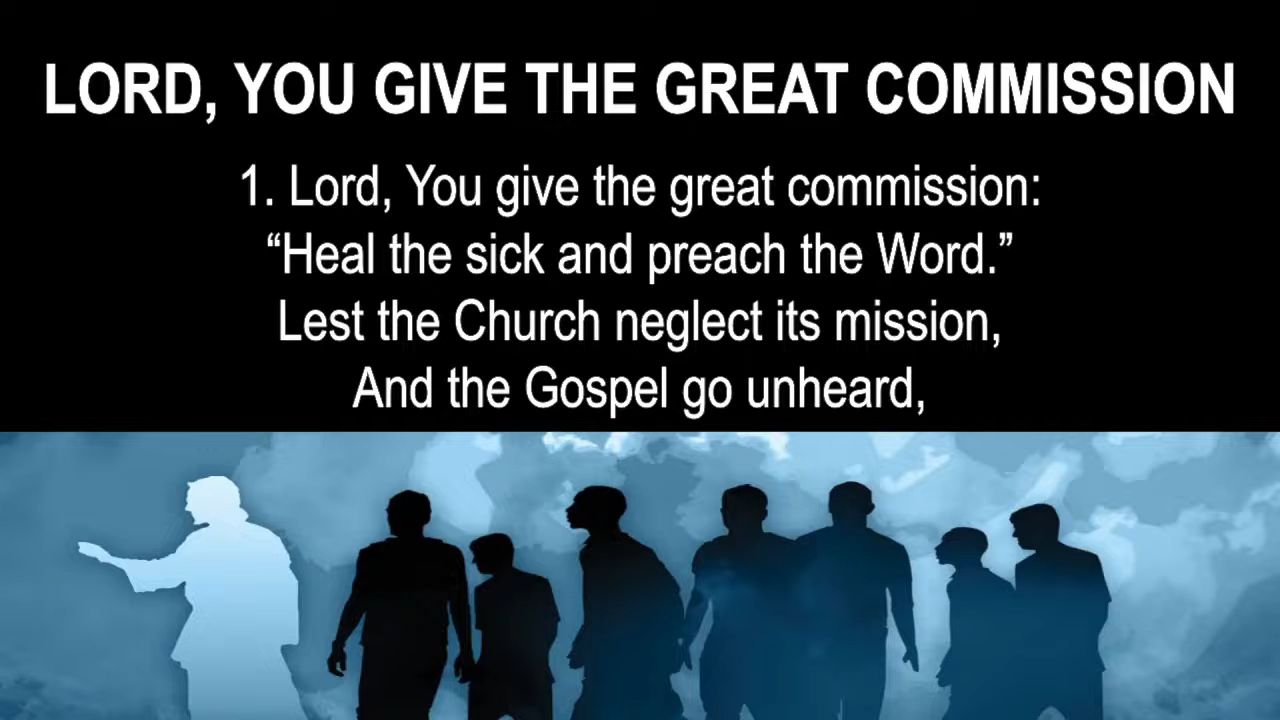 LORD, YOU GIVE THE GREAT COMMISSION
1. Lord, You give the great commission:
“Heal the sick and preach the Word.”
Lest the Church neglect its mission,
And the Gospel go unheard,